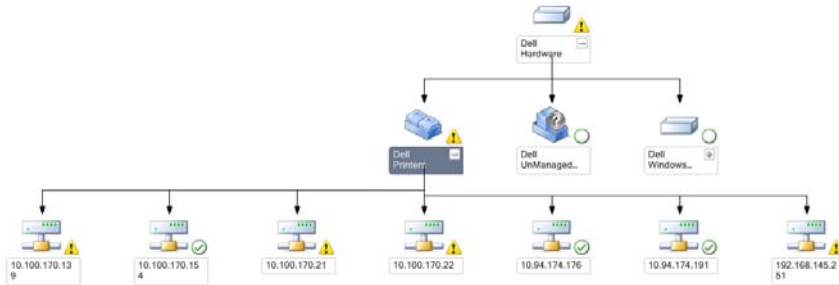 Dell
Hardware
Dell
Printers
Dell
UnManaged...
Dell
Windows...
10.100.170.13
9
10.100.170.15
4
10.100.170.21
10.100.170.22
10.94.174.176
10.94.174.191
192.168.145.2
51